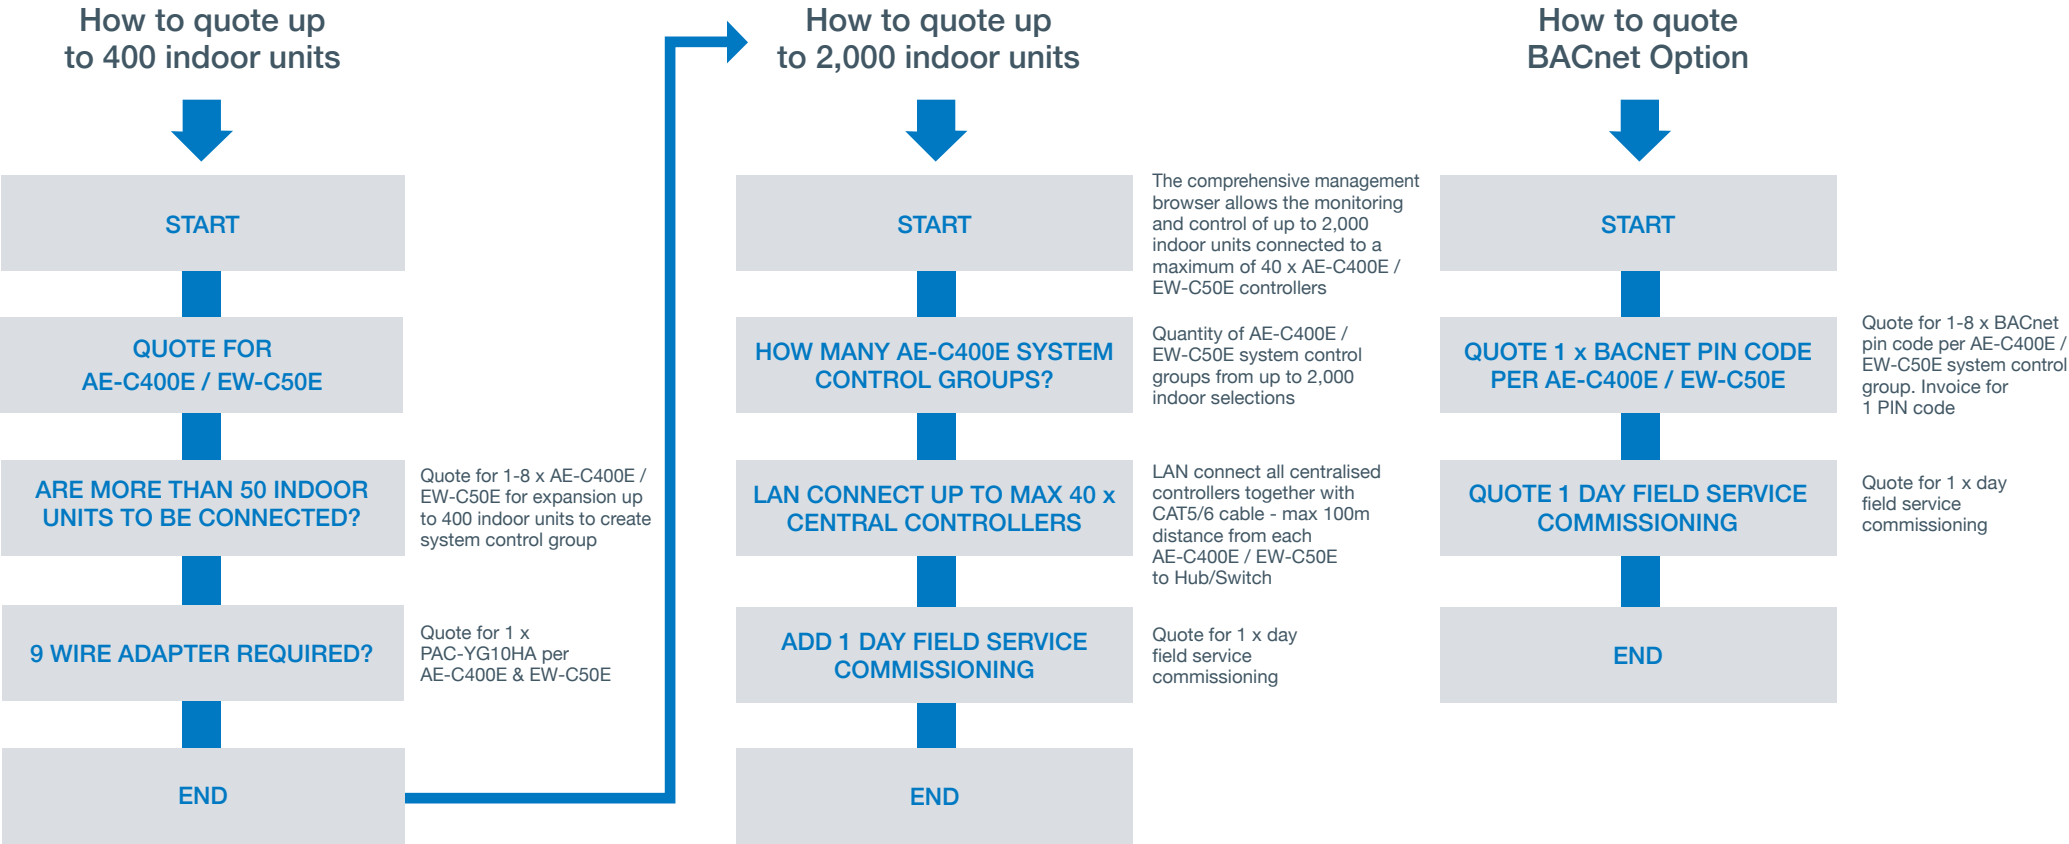 How to quote up
to 400 indoor units
START
QUOTE FOR
AE-C400E / EW-C50E
ARE MORE THAN 50 INDOOR
UNITS TO BE CONNECTED?
Quote for 1-8 x AE-C400E /
EW-C50E for expansion up
to 400 indoor units to create
system control group
9 WIRE ADAPTER REQUIRED?
Quote for 1 x
PAC-YG10HA per
AE-C400E & EW-C50E
END
How to quote up
to 2,000 indoor units
START
The comprehensive management
browser allows the monitoring
and control of up to 2,000
indoor units connected to a
maximum of 40 x AE-C400E /
EW-C50E controllers
HOW MANY AE-C400E SYSTEM
CONTROL GROUPS?
Quantity of AE-C400E /
EW-C50E system control
groups from up to 2,000
indoor selections
LAN CONNECT UP TO MAX 40 x
CENTRAL CONTROLLERS
LAN connect all centralised
controllers together with
CAT5/6 cable - max 100m
distance from each
AE-C400E / EW-C50E
to Hub/Switch
ADD 1 DAY FIELD SERVICE
COMMISSIONING
Quote for 1 x day
field service
commissioning
END
How to quote
BACnet Option
START
QUOTE 1 x BACNET PIN CODE
PER AE-C400E / EW-C50E
Quote for 1-8 x BACnet
pin code per AE-C400E /
EW-C50E system control
group. Invoice for
1 PIN code
QUOTE 1 DAY FIELD SERVICE
COMMISSIONING
Quote for 1 x day
field service
commissioning
END